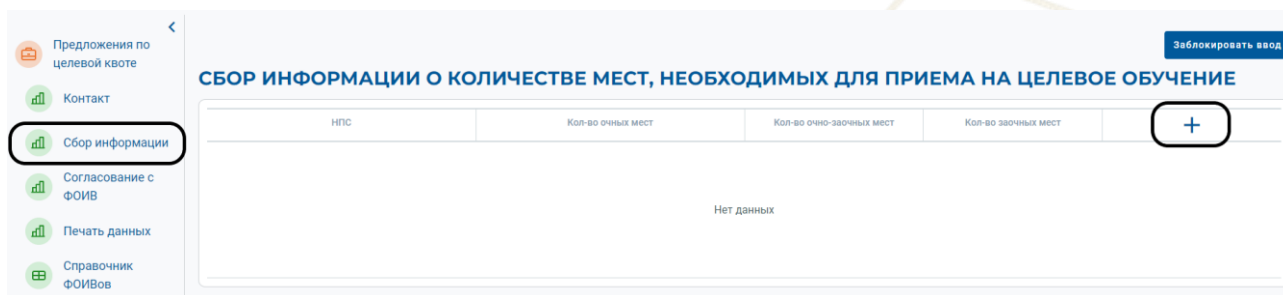 Предложения по
целевой квоте
Контакт
Сбор информации
Согласование с
ФОИВ
Печать данных
Справочник
ФОИВов
Заблокировать ввод
СБОР ИНФОРМАЦИИ О КОЛИЧЕСТВЕ МЕСТ, НЕОБХОДИМЫХ ДЛЯ ПРИЕМА НА ЦЕЛЕВОЕ ОБУЧЕНИЕ
НПС Кол-во очных мест Кол-во очно-заочных мест Кол-во заочных мест
Нет данных